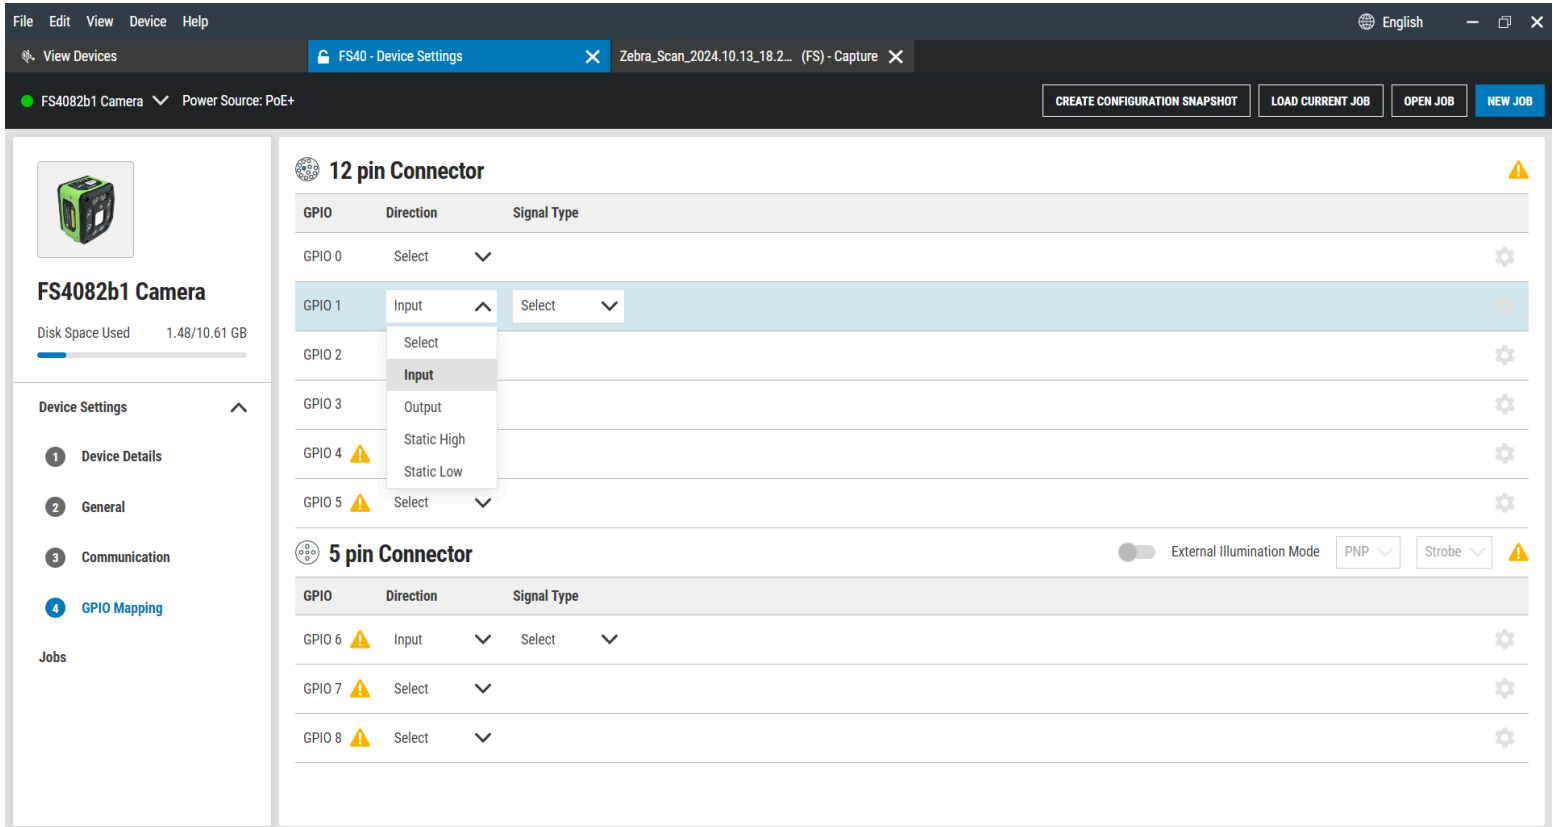 File Edit View Device Help English
View Devices FS40 - Device Settings Zebra_Scan_2024.10.13_18.2... (FS) - Capture
FS4082b1 Camera Power Source: PoE+ CREATE CONFIGURATION SNAPSHOT LOAD CURRENT JOB OPEN JOB NEW JOB
FS4082b1 Camera
Disk Space Used 1.48/10.61 GB
Device Settings
1 Device Details
2 General
3 Communication
4 GPIO Mapping
Jobs
12 pin Connector
GPIO Direction Signal Type
GPIO 0 Select
GPIO 1 Input Select
Select
Input
Output
Static High
Static Low
GPIO 2
GPIO 3
GPIO 4
GPIO 5 Select
5 pin Connector External Illumination Mode PNP Strobe
GPIO Direction Signal Type
GPIO 6 Input Select
GPIO 7 Select
GPIO 8 Select